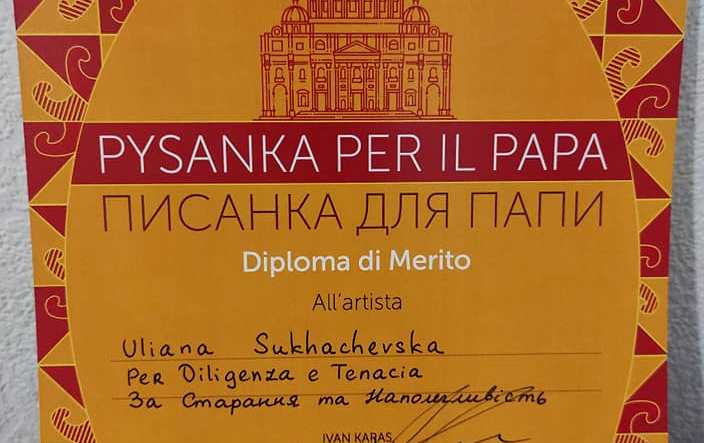 PYSANKA PER IL PAPA
ПИСАНКА ДЛЯ ПАПИ
Diploma di Merito
All'artista
Uliana Sukhachevska
Per Diligenza e Tenacia
За Старання та Наполегливість
IVAN KARAS,